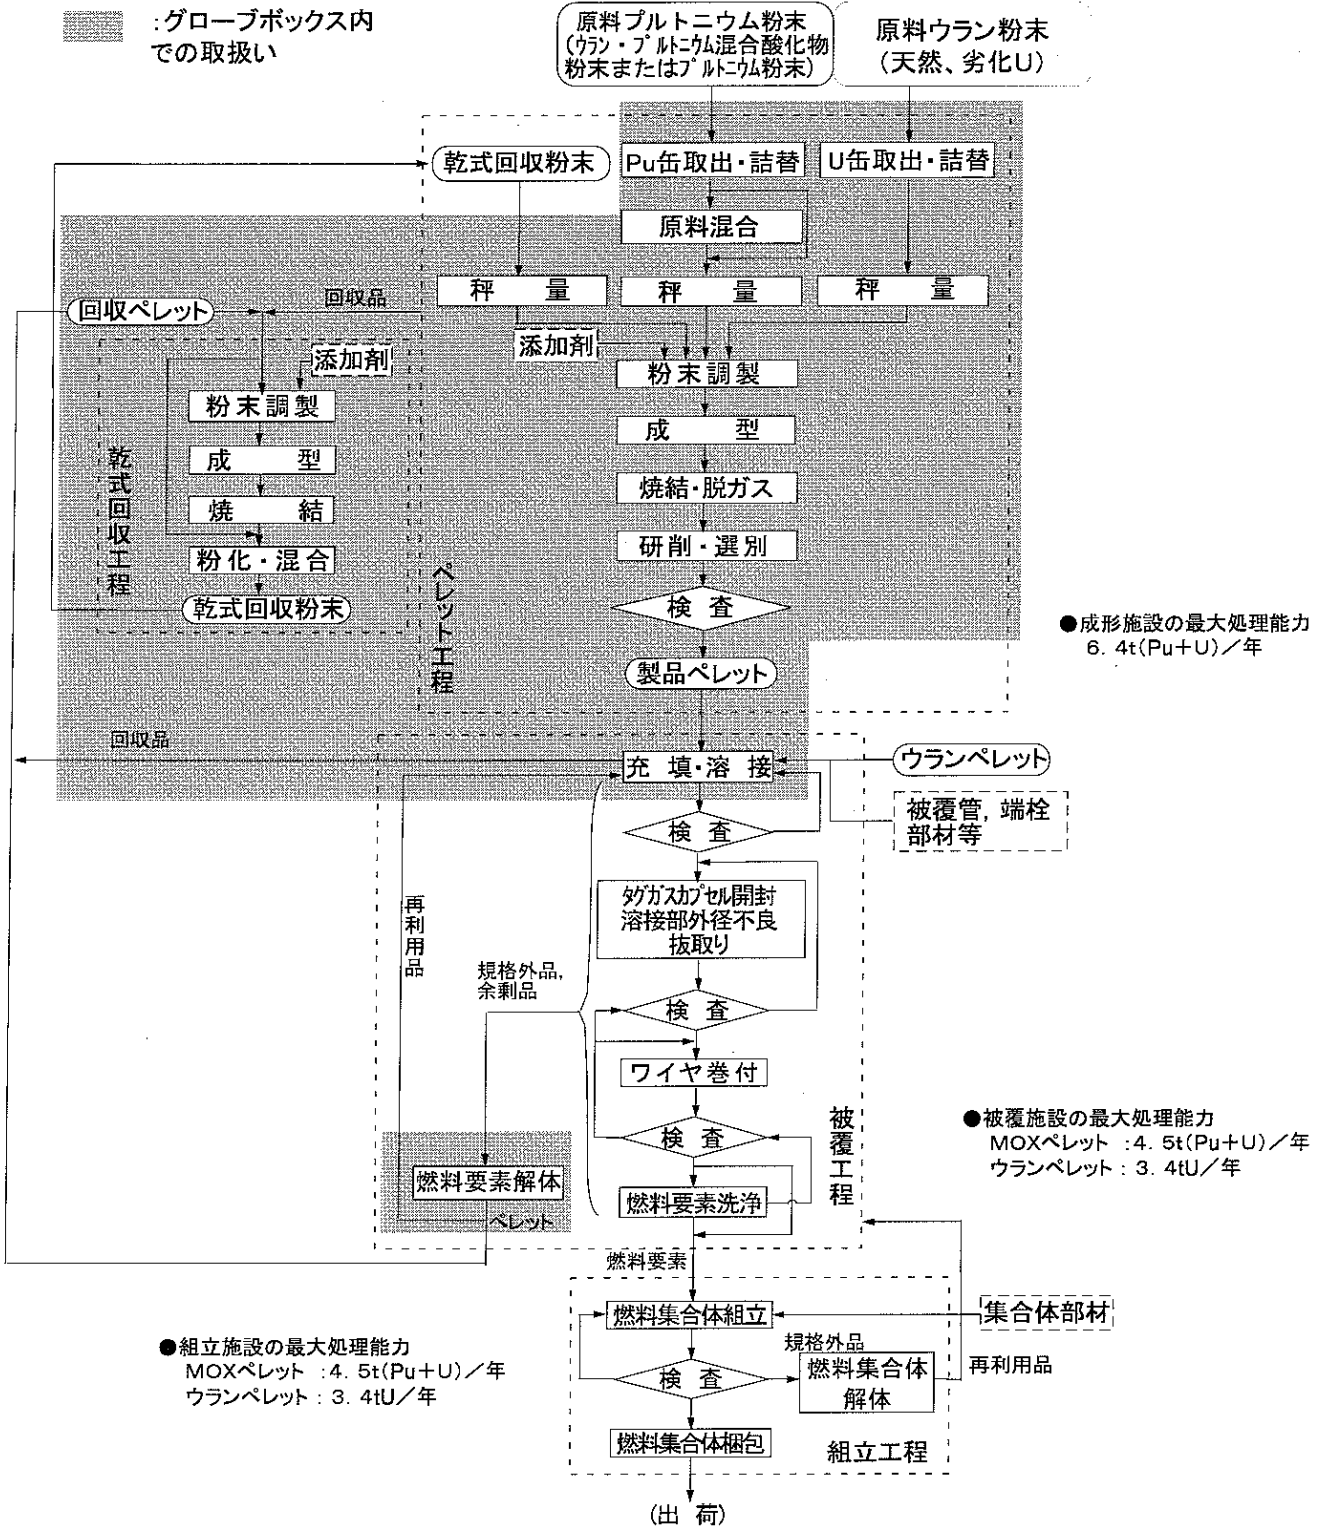 :グローブボックス内
での取扱い
原料プルトニウム粉末
(ウラン・プルトニウム混合酸化物
粉末またはプルトニウム粉末)
原料ウラン粉末
(天然、劣化U)
乾式回収粉末
Pu缶取出・詰替
U缶取出・詰替
原料混合
秤 量
秤 量
秤 量
回収ペレット
回収品
添加剤
添加剤
粉末調製
粉末調製
成 型
成 型
焼 結
焼結・脱ガス
粉化・混合
研削・選別
乾式回収粉末
検 査
乾式回収工程
ペレット工程
製品ペレット
●成形施設の最大処理能力
6. 4t(Pu+U)/年
回収品
充 填・溶 接
ウランペレット
検 査
被覆管, 端栓
部材等
タグガスカプセル開封
溶接部外径不良
抜取り
再利用品
規格外品,
余剰品
検 査
ワイヤ巻付
検 査
被覆工程
●被覆施設の最大処理能力
MOXペレット :4. 5t(Pu+U)/年
ウランペレット : 3. 4tU/年
燃料要素解体
燃料要素洗浄
ペレット
燃料要素
燃料集合体組立
集合体部材
規格外品
検 査
燃料集合体
解体
再利用品
●組立施設の最大処理能力
MOXペレット :4. 5t(Pu+U)/年
ウランペレット : 3. 4tU/年
燃料集合体梱包
組立工程
(出 荷)